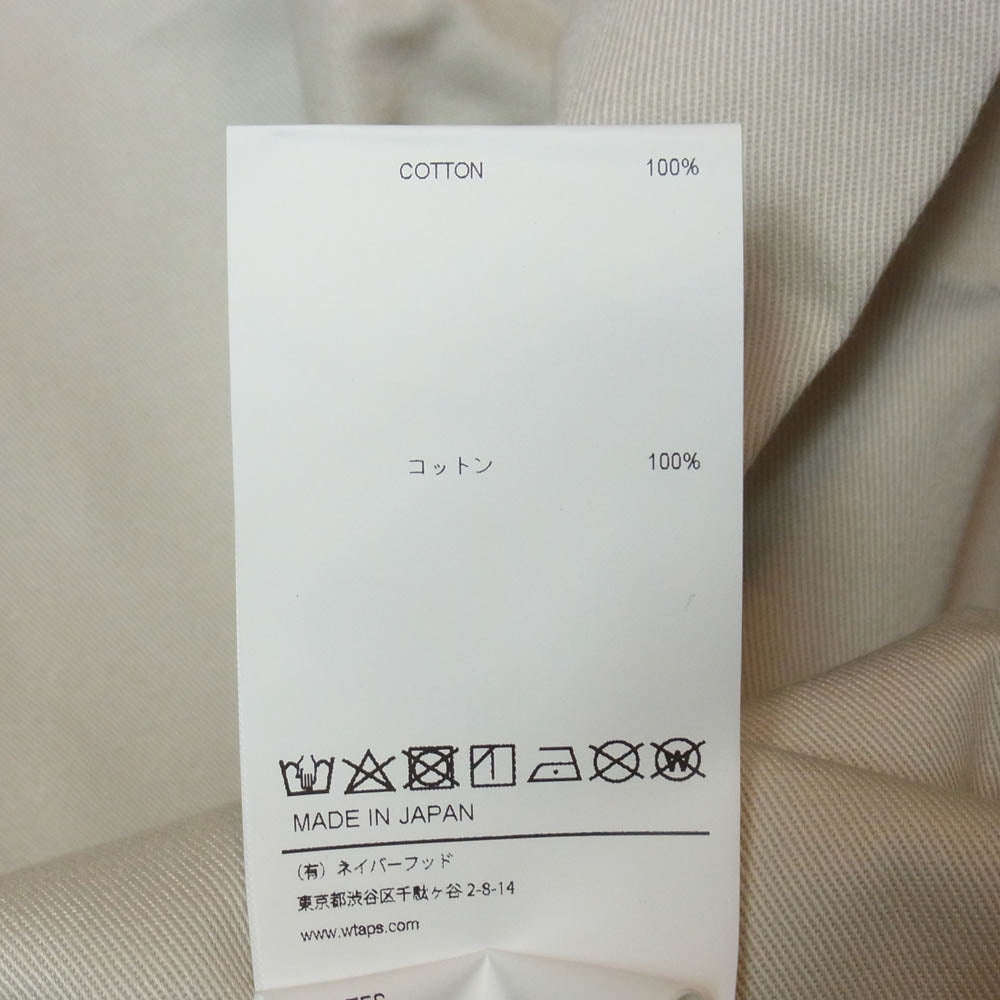 COTTON 100%
コットン 100%
MADE IN JAPAN
(有) ネイバーフッド
東京都渋谷区千駄ヶ谷 2-8-14
www.wtaps.com